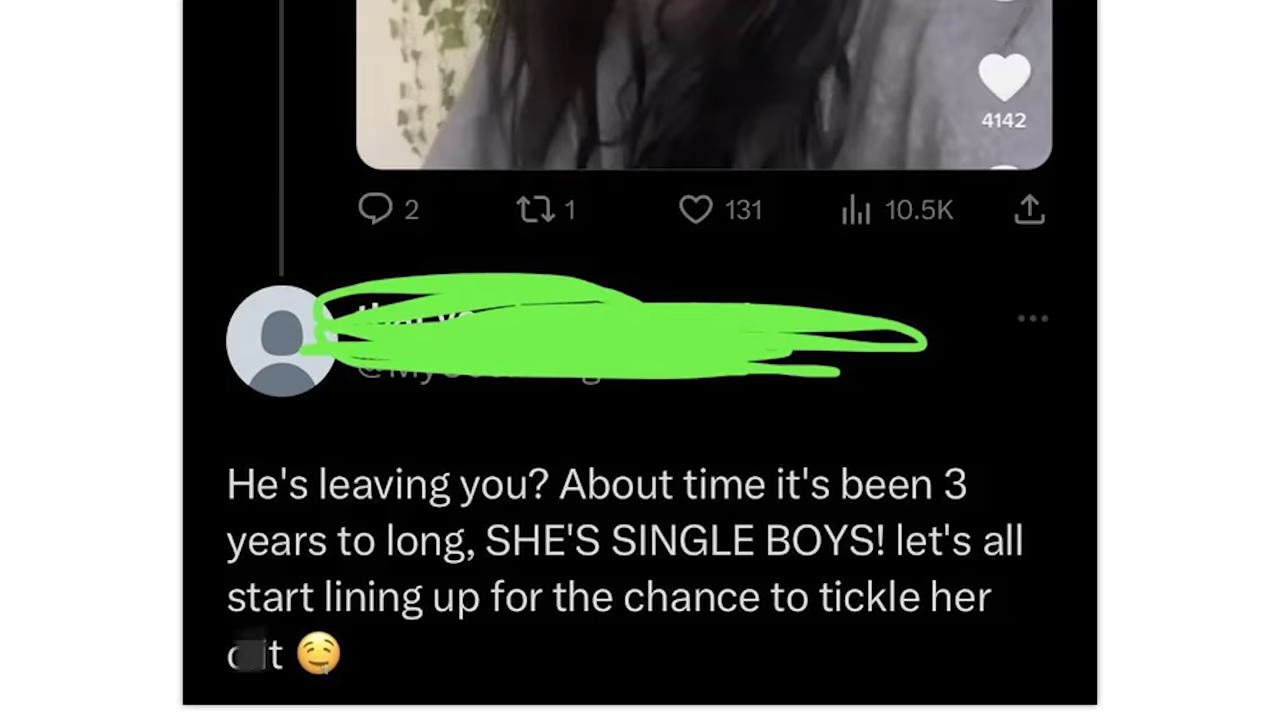 4142
2 1 131 10.5K
He's leaving you? About time it's been 3
years to long, SHE'S SINGLE BOYS! let's all
start lining up for the chance to tickle her
🤤